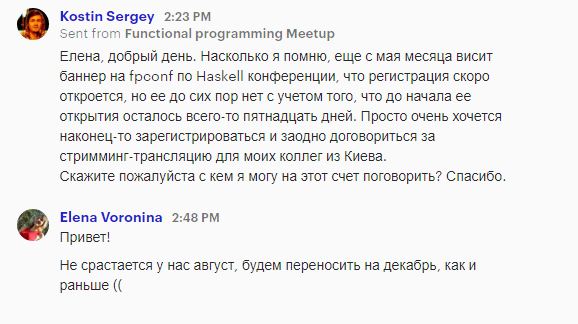 Kostin Sergey 2:23 PM
Sent from Functional programming Meetup
Елена, добрый день. Насколько я помню, еще с мая месяца висит
баннер на fpconf по Haskell конференции, что регистрация скоро
откроется, но ее до сих пор нет с учетом того, что до начала ее
открытия осталось всего-то пятнадцать дней. Просто очень хочется
наконец-то зарегистрироваться и заодно договориться за
стримминг-трансляцию для моих коллег из Киева.
Скажите пожалуйста с кем я могу на этот счет поговорить? Спасибо.
Elena Voronina 2:48 PM
Привет!
Не срастается у нас август, будем переносить на декабрь, как и
раньше ((